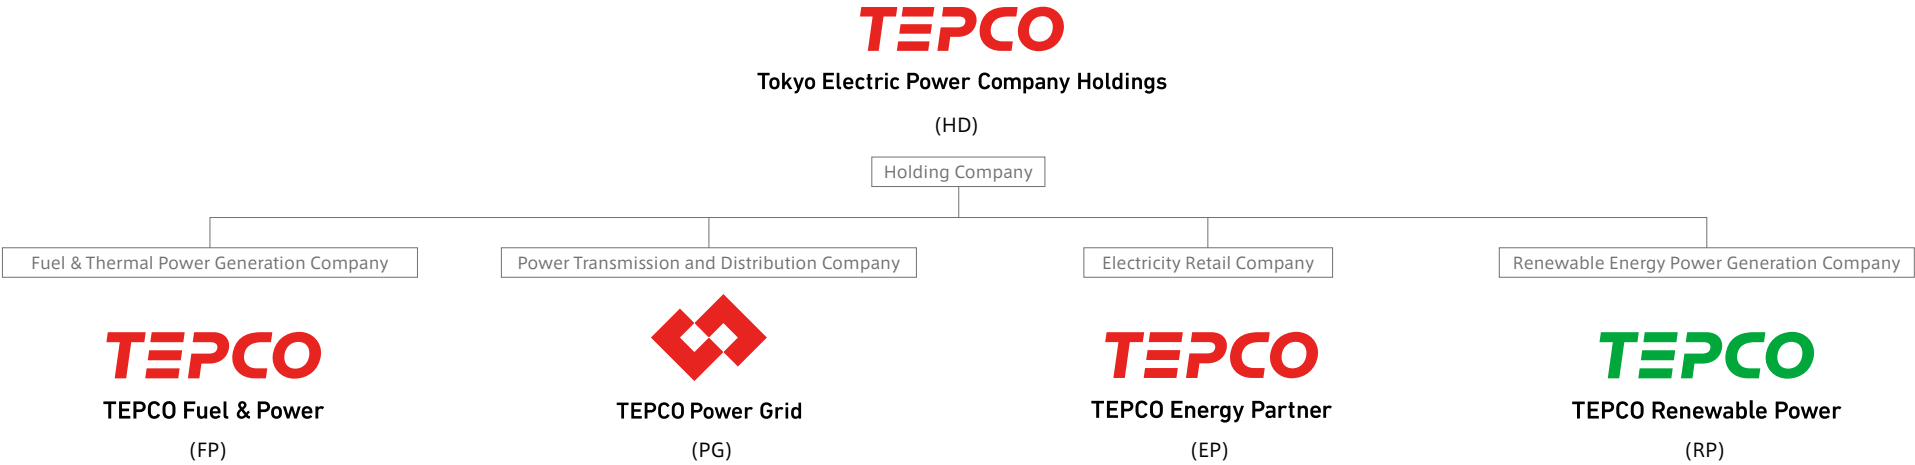 TEPCO
Tokyo Electric Power Company Holdings
(HD)
Holding Company
Fuel & Thermal Power Generation Company
Power Transmission and Distribution Company
Electricity Retail Company
Renewable Energy Power Generation Company
TEPCO
TEPCO
TEPCO
TEPCO Fuel & Power
TEPCO Power Grid
TEPCO Energy Partner
TEPCO Renewable Power
(FP)
(PG)
(EP)
(RP)